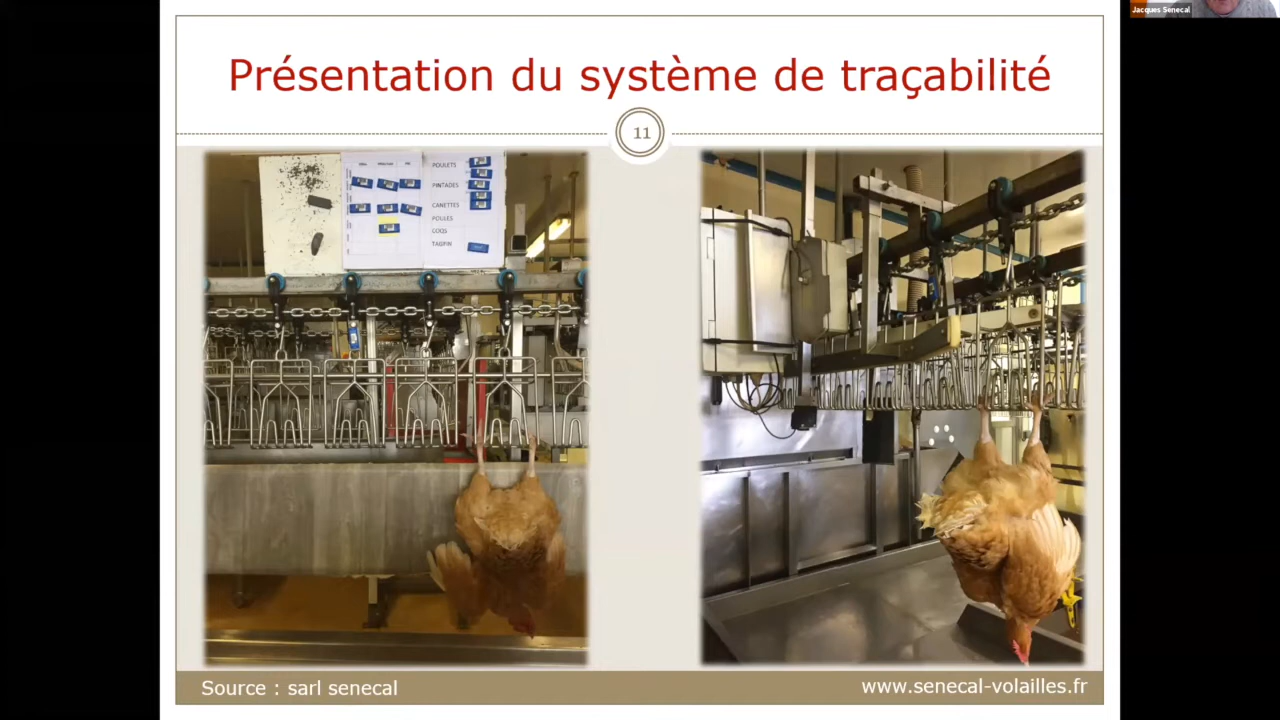 Jacques Senecal
Présentation du système de traçabilité
11
POULETS
PINTADES
CANETTES
POULES
COQS
TAGPIN
Source : sarl senecal
www.senecal-volailles.fr